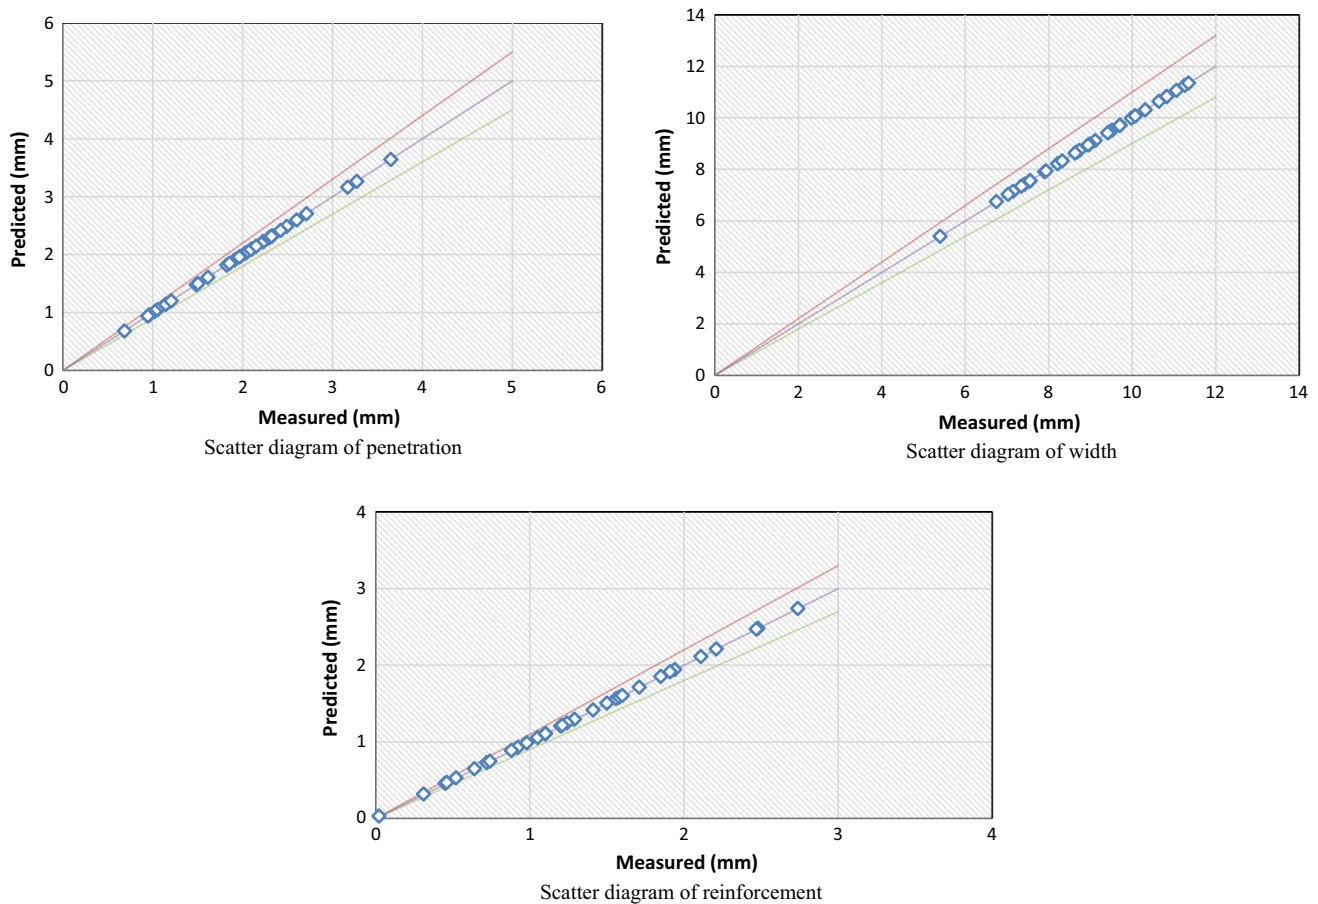 6
5
4
3
2
1
0
Predicted (mm)
0 1 2 3 4 5 6
Measured (mm)
Scatter diagram of penetration
14
12
10
8
6
4
2
0
Predicted (mm)
0 2 4 6 8 10 12 14
Measured (mm)
Scatter diagram of width
4
3
2
1
0
Predicted (mm)
0 1 2 3 4
Measured (mm)
Scatter diagram of reinforcement